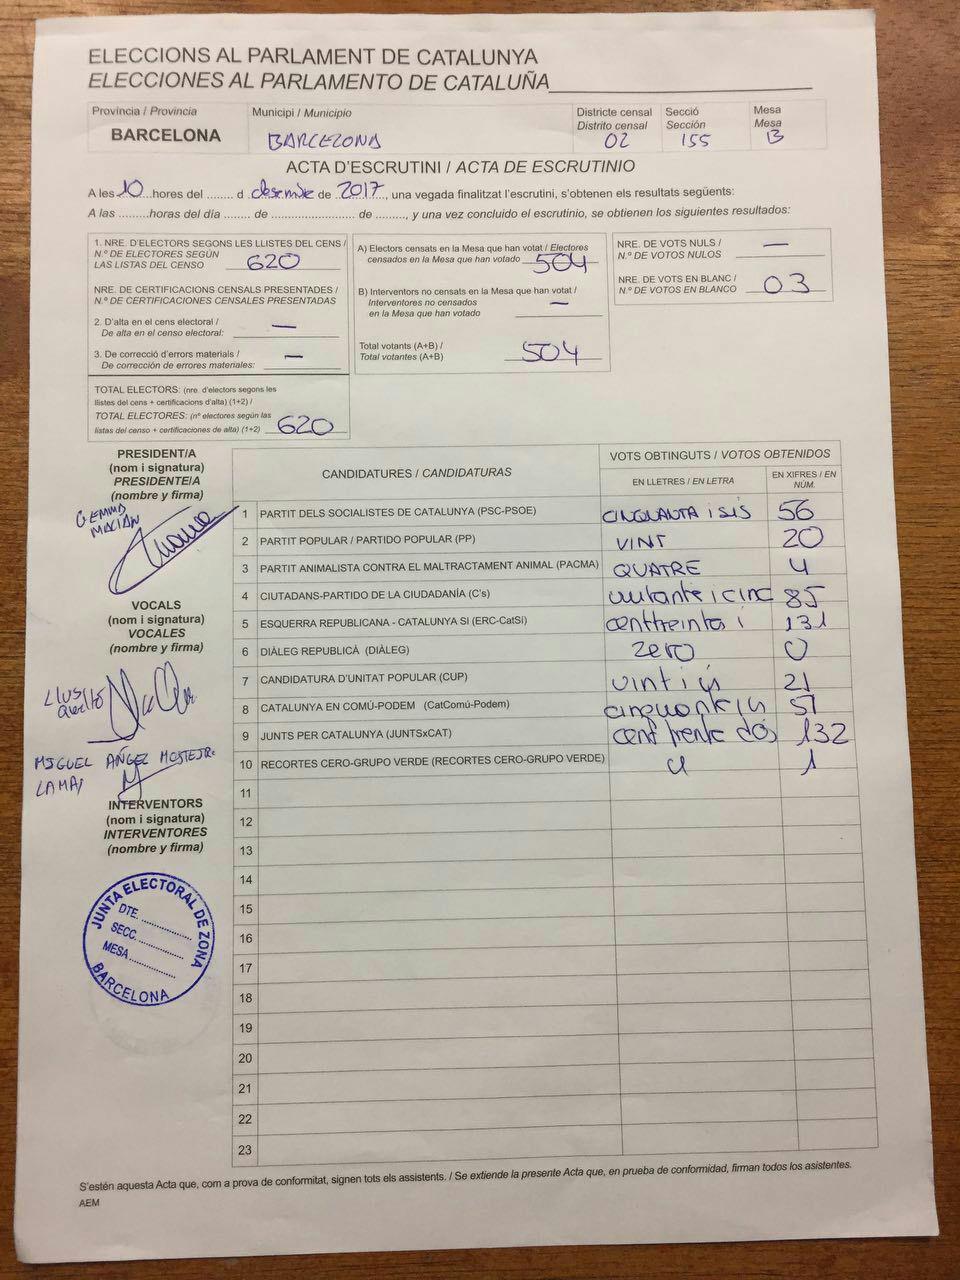 ELECCIONS AL PARLAMENT DE CATALUNYA
ELECCIONES AL PARLAMENTO DE CATALUÑA
Província / Provincia
BARCELONA
Municipi / Municipio
BARCELONA
Districte censal
Distrito censal
02
Secció
Sección
155
Mesa
Mesa
B
ACTA D'ESCRUTINI / ACTA DE ESCRUTINIO
A les 10 hores del ........ d desembre de 2017, una vegada finalitzat l'escrutini, s'obtenen els resultats següents:
A las .........horas del día ....... de ........................ de ........, y una vez concluido el escrutinio, se obtienen los siguientes resultados:
1. NRE. D'ELECTORS SEGONS LES LLISTES DEL CENS /
N.º DE ELECTORES SEGÚN
LAS LISTAS DEL CENSO 620
NRE. DE CERTIFICACIONS CENSALS PRESENTADES /
N.º DE CERTIFICACIONES CENSALES PRESENTADAS
2. D'alta en el cens electoral /
De alta en el censo electoral: —
3. De correcció d'errors materials /
De corrección de errores materiales: —
TOTAL ELECTORS: (nre. d'electors segons les
llistes del cens + certificacions d'alta) (1+2) /
TOTAL ELECTORES: (nº electores según las
listas del censo + certificaciones de alta) (1+2) 620
A) Electors censats en la Mesa que han votat / Electores
censados en la Mesa que han votado 504
B) Interventors no censats en la Mesa que han votat /
Interventores no censados
en la Mesa que han votado —
Total votants (A+B) /
Total votantes (A+B) 504
NRE. DE VOTS NULS /
N.º DE VOTOS NULOS —
NRE. DE VOTS EN BLANC /
N.º DE VOTOS EN BLANCO 03
PRESIDENT/A
(nom i signatura)
PRESIDENTE/A
(nombre y firma)
GEMMA
VOCALS
(nom i signatura)
VOCALES
(nombre y firma)
MIGUEL ANGEL
INTERVENTORS
(nom i signatura)
INTERVENTORES
(nombre y firma)
JUNTA ELECTORAL DE ZONA
DTE. ..............
SECC. ..............
MESA ..............
BARCELONA
CANDIDATURES / CANDIDATURAS
VOTS OBTINGUTS / VOTOS OBTENIDOS
EN LLETRES / EN LETRA
EN XIFRES / EN
NÚM.
1 PARTIT DELS SOCIALISTES DE CATALUNYA (PSC-PSOE) CINQUANTA i SIS 56
2 PARTIT POPULAR / PARTIDO POPULAR (PP) VINT 20
3 PARTIT ANIMALISTA CONTRA EL MALTRACTAMENT ANIMAL (PACMA) QUATRE 4
4 CIUTADANS-PARTIDO DE LA CIUDADANÍA (C's) vuitanta i cinc 85
5 ESQUERRA REPUBLICANA - CATALUNYA SI (ERC-CatSí) cent treinta i 131
6 DIÀLEG REPUBLICÀ (DIÀLEG) zero 0
7 CANDIDATURA D'UNITAT POPULAR (CUP) vint i 21
8 CATALUNYA EN COMÚ-PODEM (CatComú-Podem) cinquanta 51
9 JUNTS PER CATALUNYA (JUNTSxCAT) cent trenta dos 132
10 RECORTES CERO-GRUPO VERDE (RECORTES CERO-GRUPO VERDE) 1
11
12
13
14
15
16
17
18
19
20
21
22
23
S'estén aquesta Acta que, com a prova de conformitat, signen tots els assistents. / Se extiende la presente Acta que, en prueba de conformidad, firman todos los asistentes.
AEM